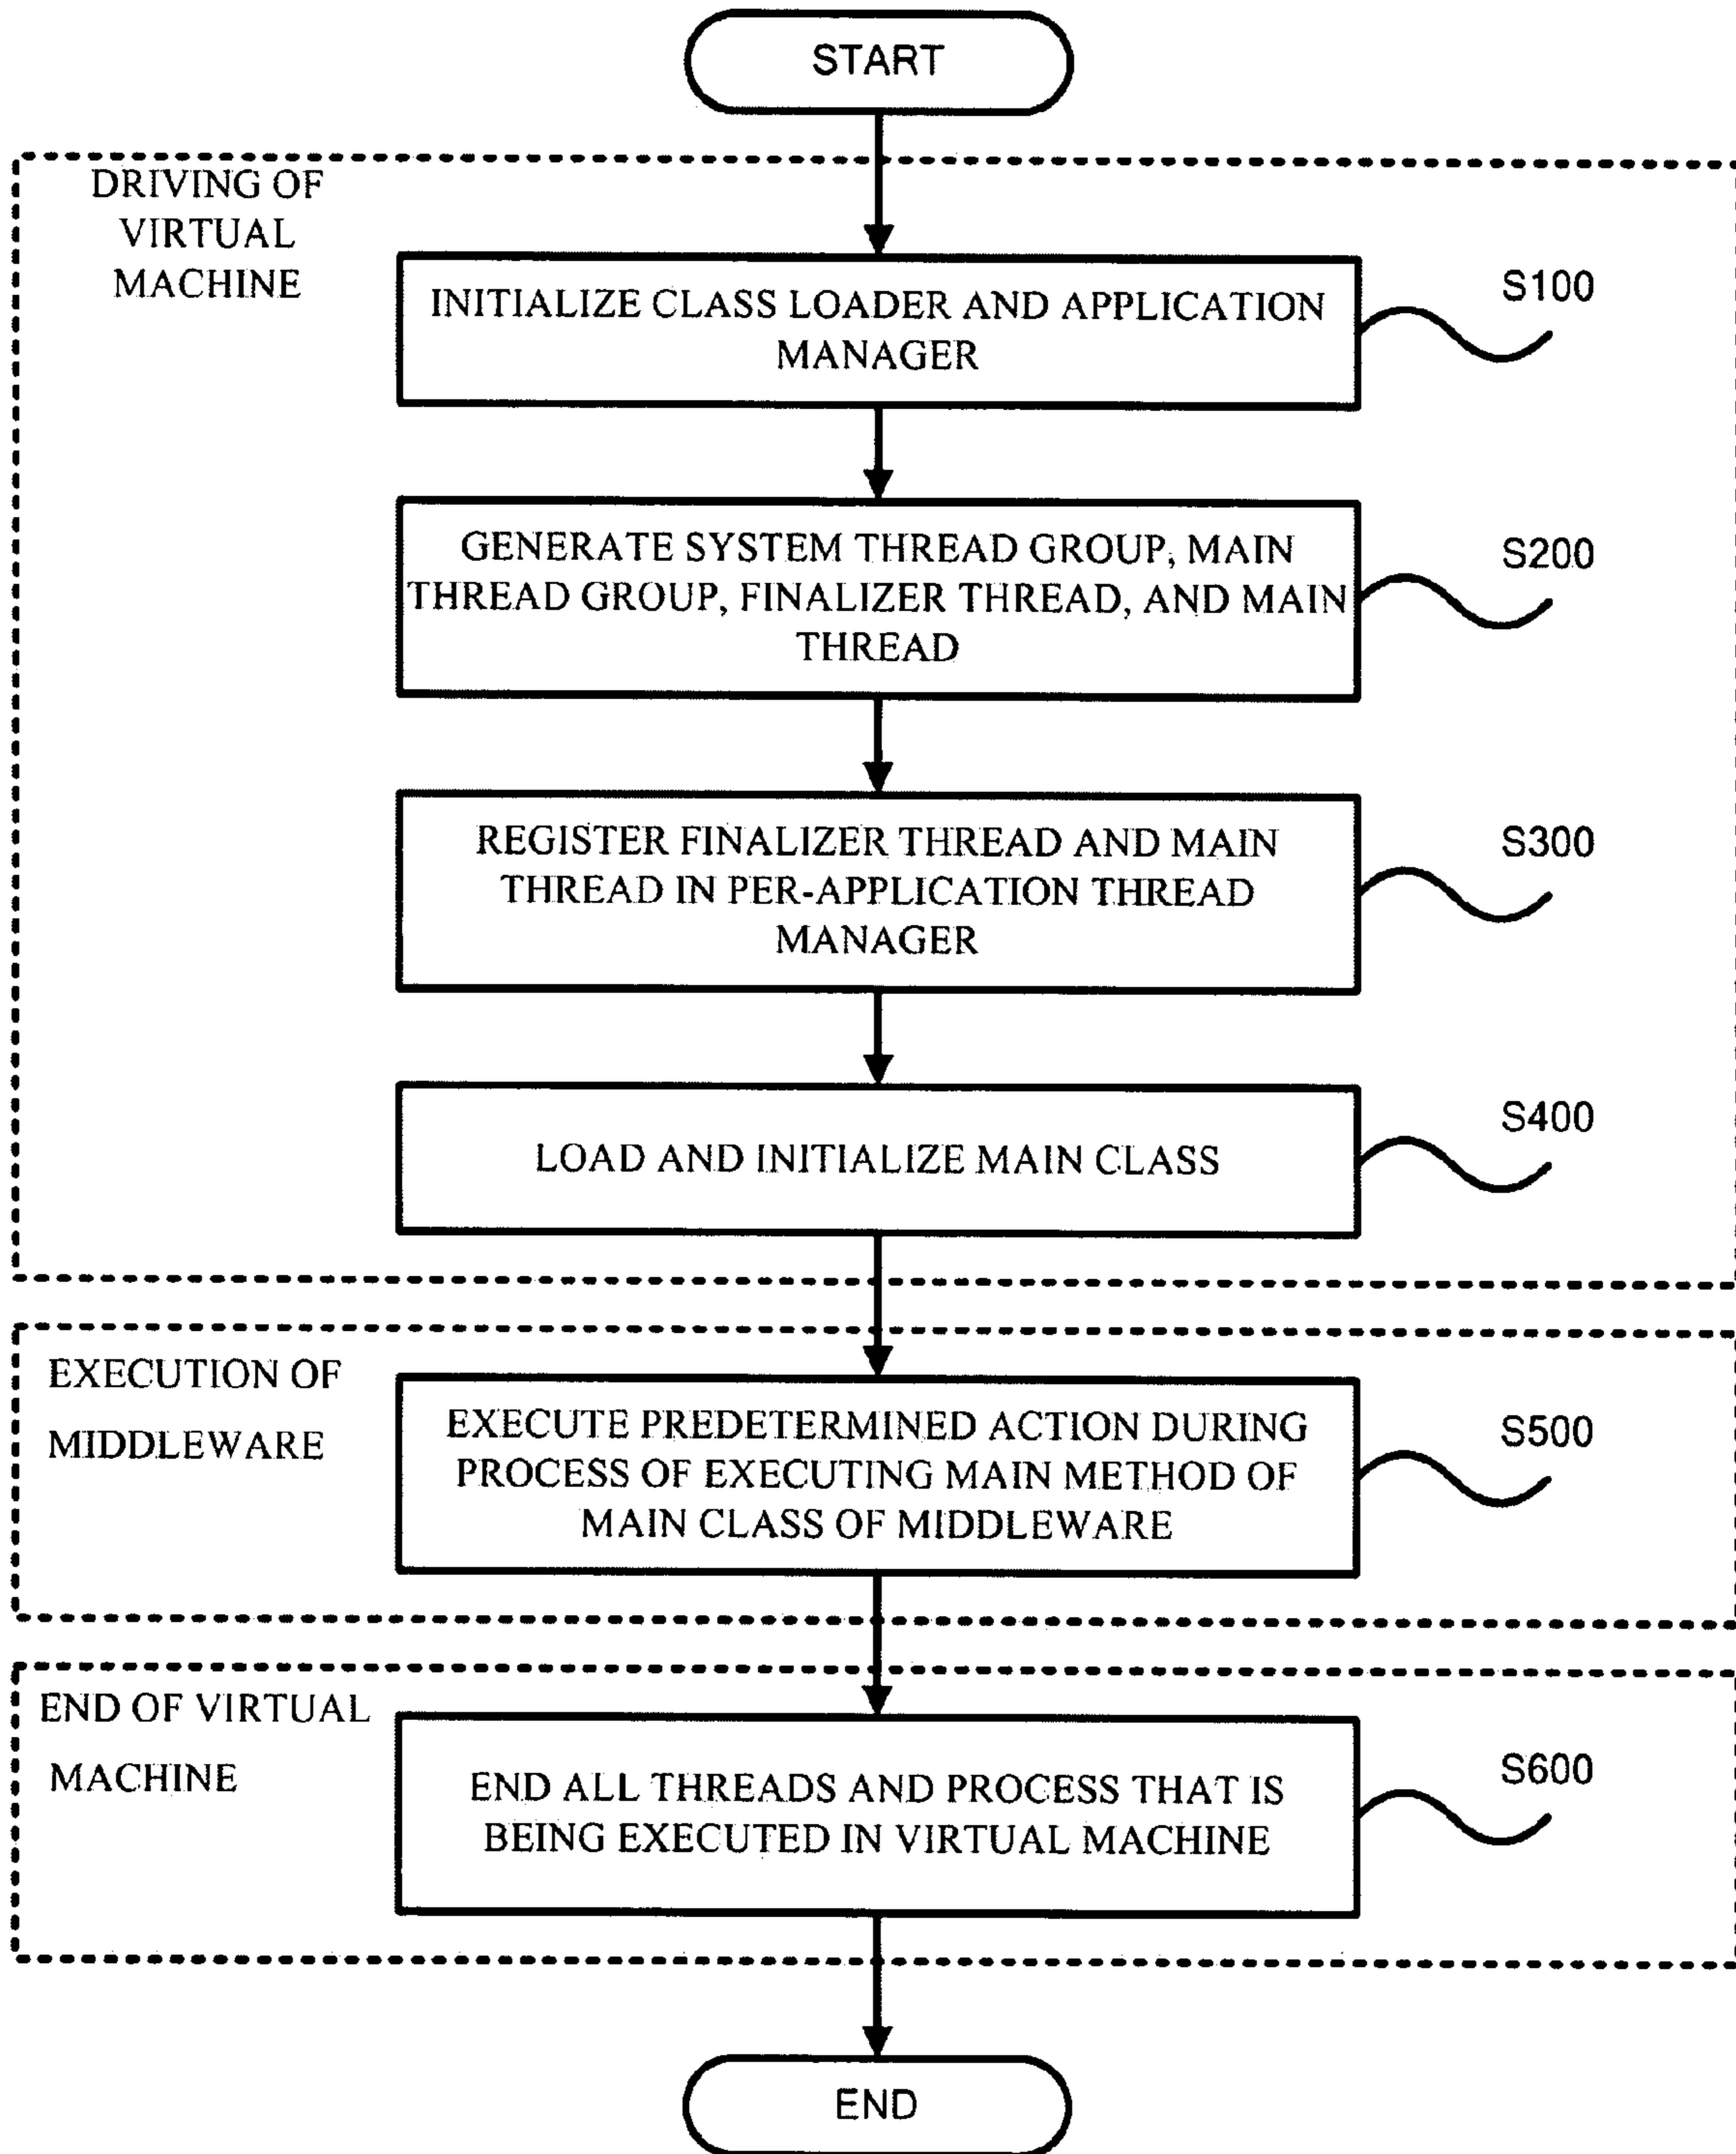 START
DRIVING OF
VIRTUAL
MACHINE
INITIALIZE CLASS LOADER AND APPLICATION
MANAGER
S100
GENERATE SYSTEM THREAD GROUP, MAIN
THREAD GROUP, FINALIZER THREAD, AND MAIN
THREAD
S200
REGISTER FINALIZER THREAD AND MAIN
THREAD IN PER-APPLICATION THREAD
MANAGER
S300
LOAD AND INITIALIZE MAIN CLASS
S400
EXECUTION OF
MIDDLEWARE
EXECUTE PREDETERMINED ACTION DURING
PROCESS OF EXECUTING MAIN METHOD OF
MAIN CLASS OF MIDDLEWARE
S500
END OF VIRTUAL
MACHINE
END ALL THREADS AND PROCESS THAT IS
BEING EXECUTED IN VIRTUAL MACHINE
S600
END